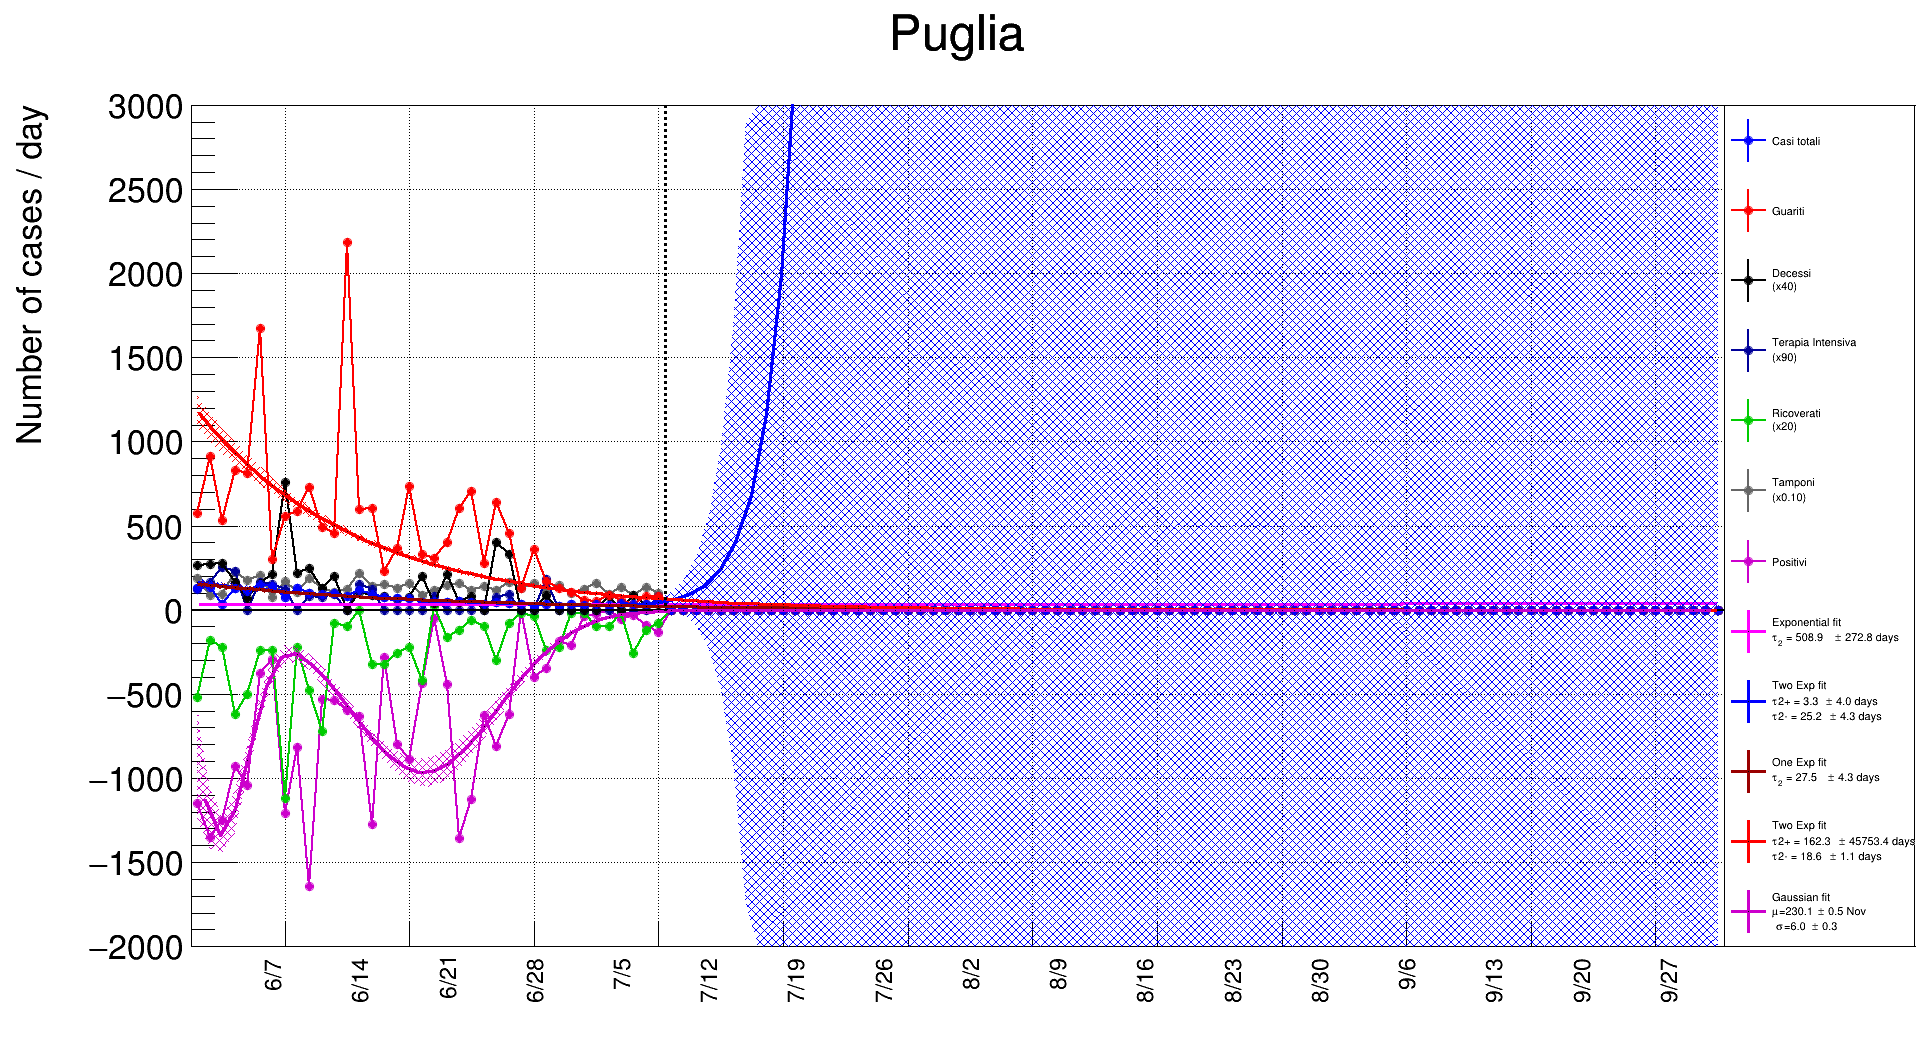 Puglia
Number of cases / day
3000
2500
2000
1500
1000
500
0
−500
−1000
−1500
−2000
6/7
6/14
6/21
6/28
7/5
7/12
7/19
7/26
8/2
8/9
8/16
8/23
8/30
9/6
9/13
9/20
9/27
Casi totali
Guariti
Decessi
(x40)
Terapia Intensiva
(x90)
Ricoverati
(x20)
Tamponi
(x0.10)
Positivi
Exponential fit
τ2 = 508.9 ± 272.8 days
Two Exp fit
τ2+ = 3.3 ± 4.0 days
τ2- = 25.2 ± 4.3 days
One Exp fit
τ2 = 27.5 ± 4.3 days
Two Exp fit
τ2+ = 162.3 ± 45753.4 days
τ2- = 18.6 ± 1.1 days
Gaussian fit
μ=230.1 ± 0.5 Nov
σ=6.0 ± 0.3